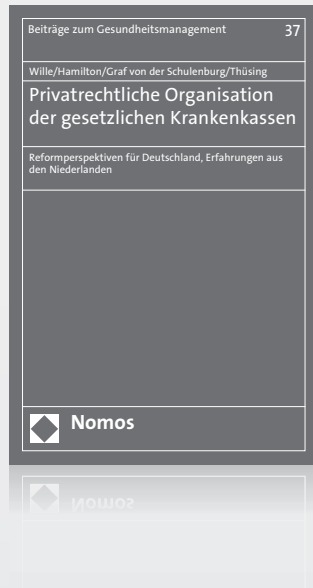 Beiträge zum Gesundheitsmanagement 37
Wille/Hamilton/Graf von der Schulenburg/Thüsing
Privatrechtliche Organisation
der gesetzlichen Krankenkassen
Reformperspektiven für Deutschland, Erfahrungen aus
den Niederlanden
Nomos